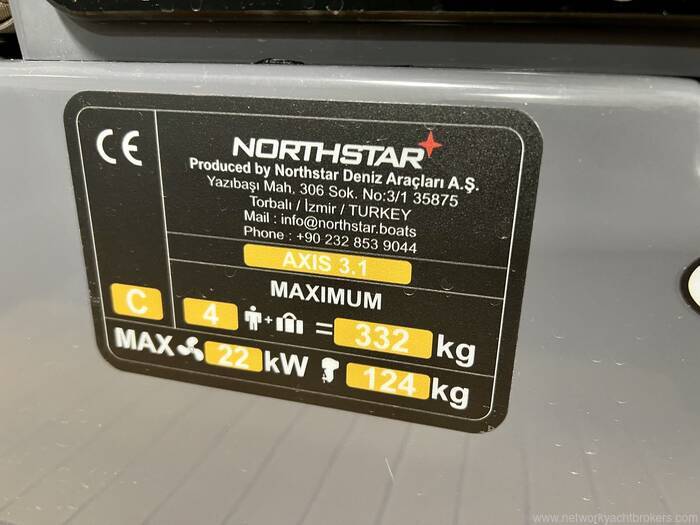 CE
NORTHSTAR
Produced by Northstar Deniz Araçları A.Ş.
Yazıbaşı Mah. 306 Sok. No:3/1 35875
Torbalı / İzmir / TURKEY
Mail : info@northstar.boats
Phone : +90 232 853 9044
AXIS 3.1
MAXIMUM
C
4 + = 332 kg
MAX 22 kW 124 kg
www.networkyachtbrokers.com